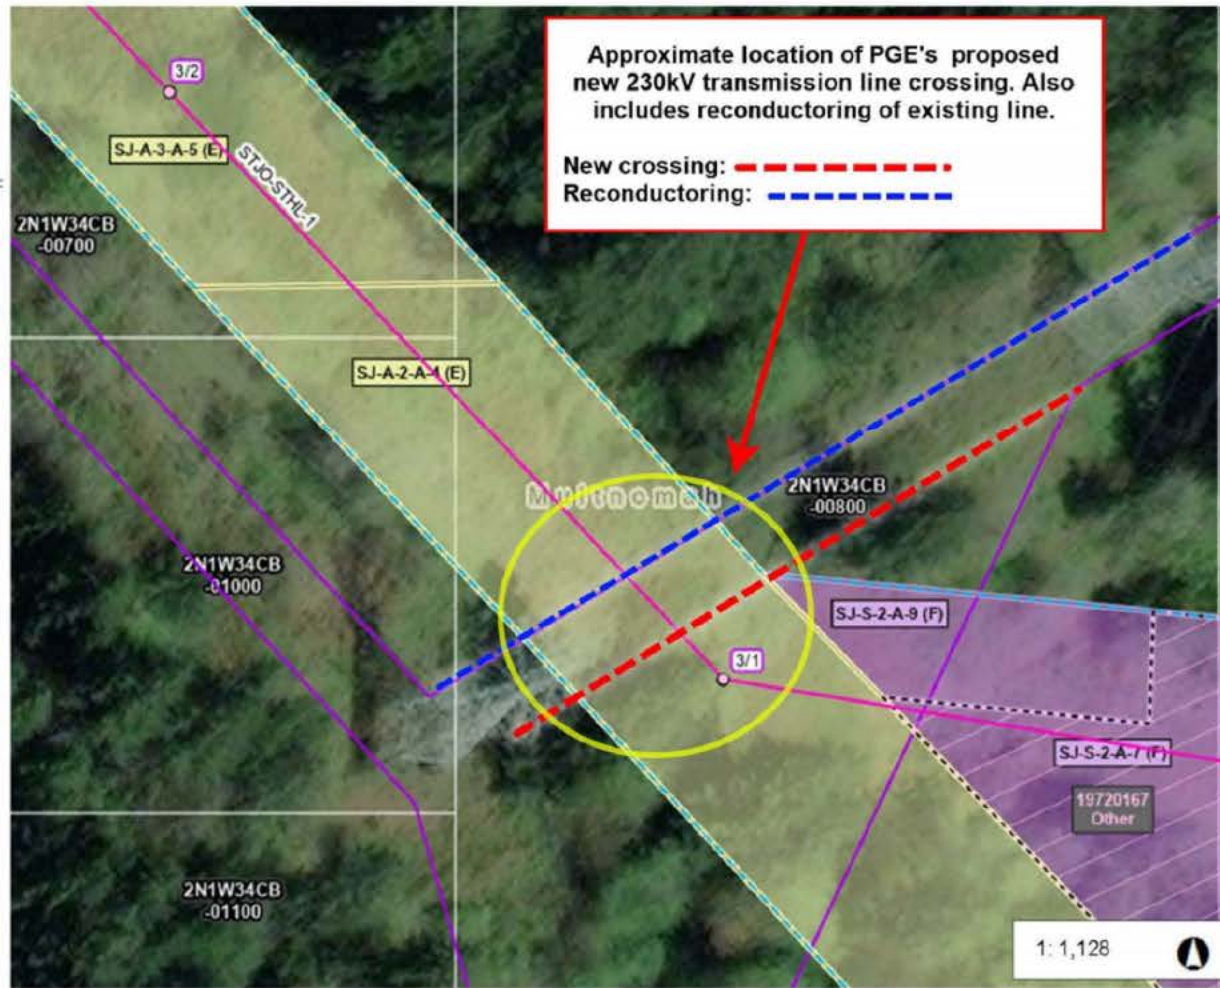 Approximate location of PGE's proposed
new 230kV transmission line crossing. Also
includes reconductoring of existing line.
New crossing:
Reconductoring:
3/2
SJ-A-3-A-5 (E)
STJO-STHL-1
2N1W34CB
-00700
SJ-A-2-A-4 (E)
Multnomah
2N1W34CB
-00800
2N1W34CB
-01000
SJ-S-2-A-9 (F)
3/1
SJ-S-2-A-7 (F)
19720167
Other
2N1W34CB
-01100
1: 1,128